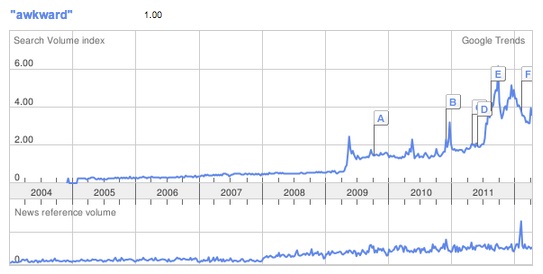 "awkward" 1.00
Search Volume index Google Trends
6.00
4.00
2.00
0
A
B
D
E
F
2004 2005 2006 2007 2008 2009 2010 2011
News reference volume
0